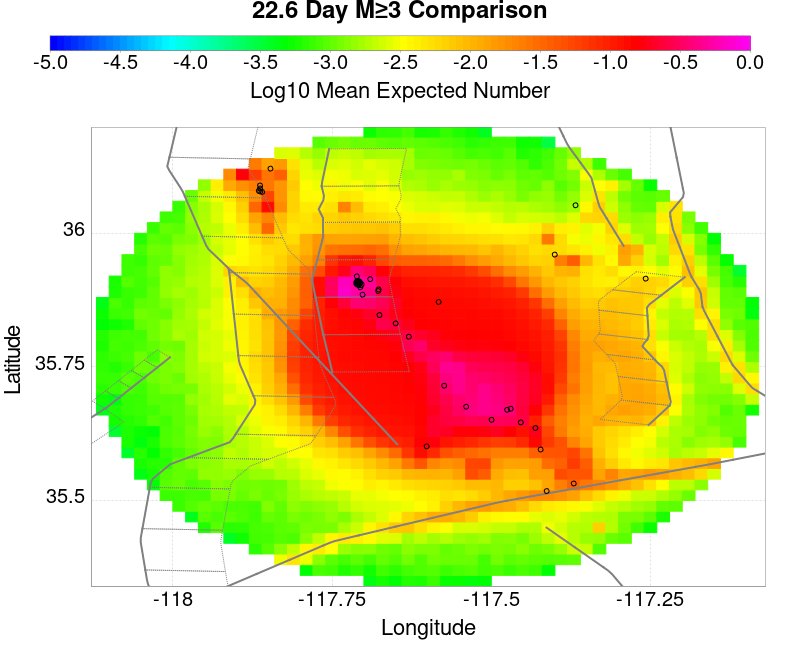 22.6 Day M≥3 Comparison
-5.0 -4.5 -4.0 -3.5 -3.0 -2.5 -2.0 -1.5 -1.0 -0.5 0.0
Log10 Mean Expected Number
36
35.75
35.5
Latitude
-118 -117.75 -117.5 -117.25
Longitude